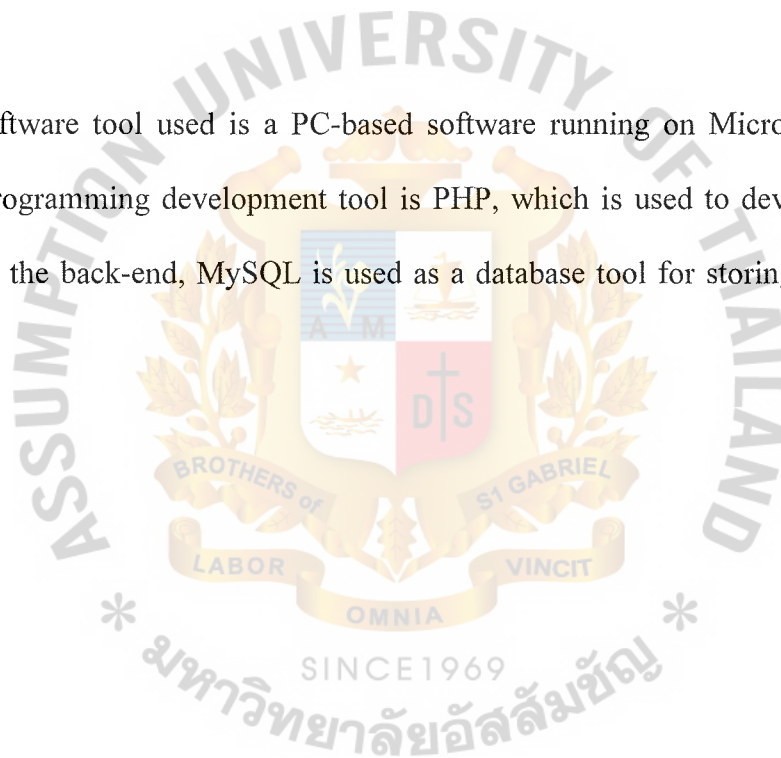 ASSUMPTION UNIVERSITY OF THAILAND
ftware tool used is a PC-based software running on Micro
rogramming development tool is PHP, which is used to dev
the back-end, MySQL is used as a database tool for storin
A M
D S
BROTHERS of S1 GABRIEL
LABOR OMNIA VINCIT
* SINCE1969 *
มหาวิทยาลัยอัสสัมชัญ